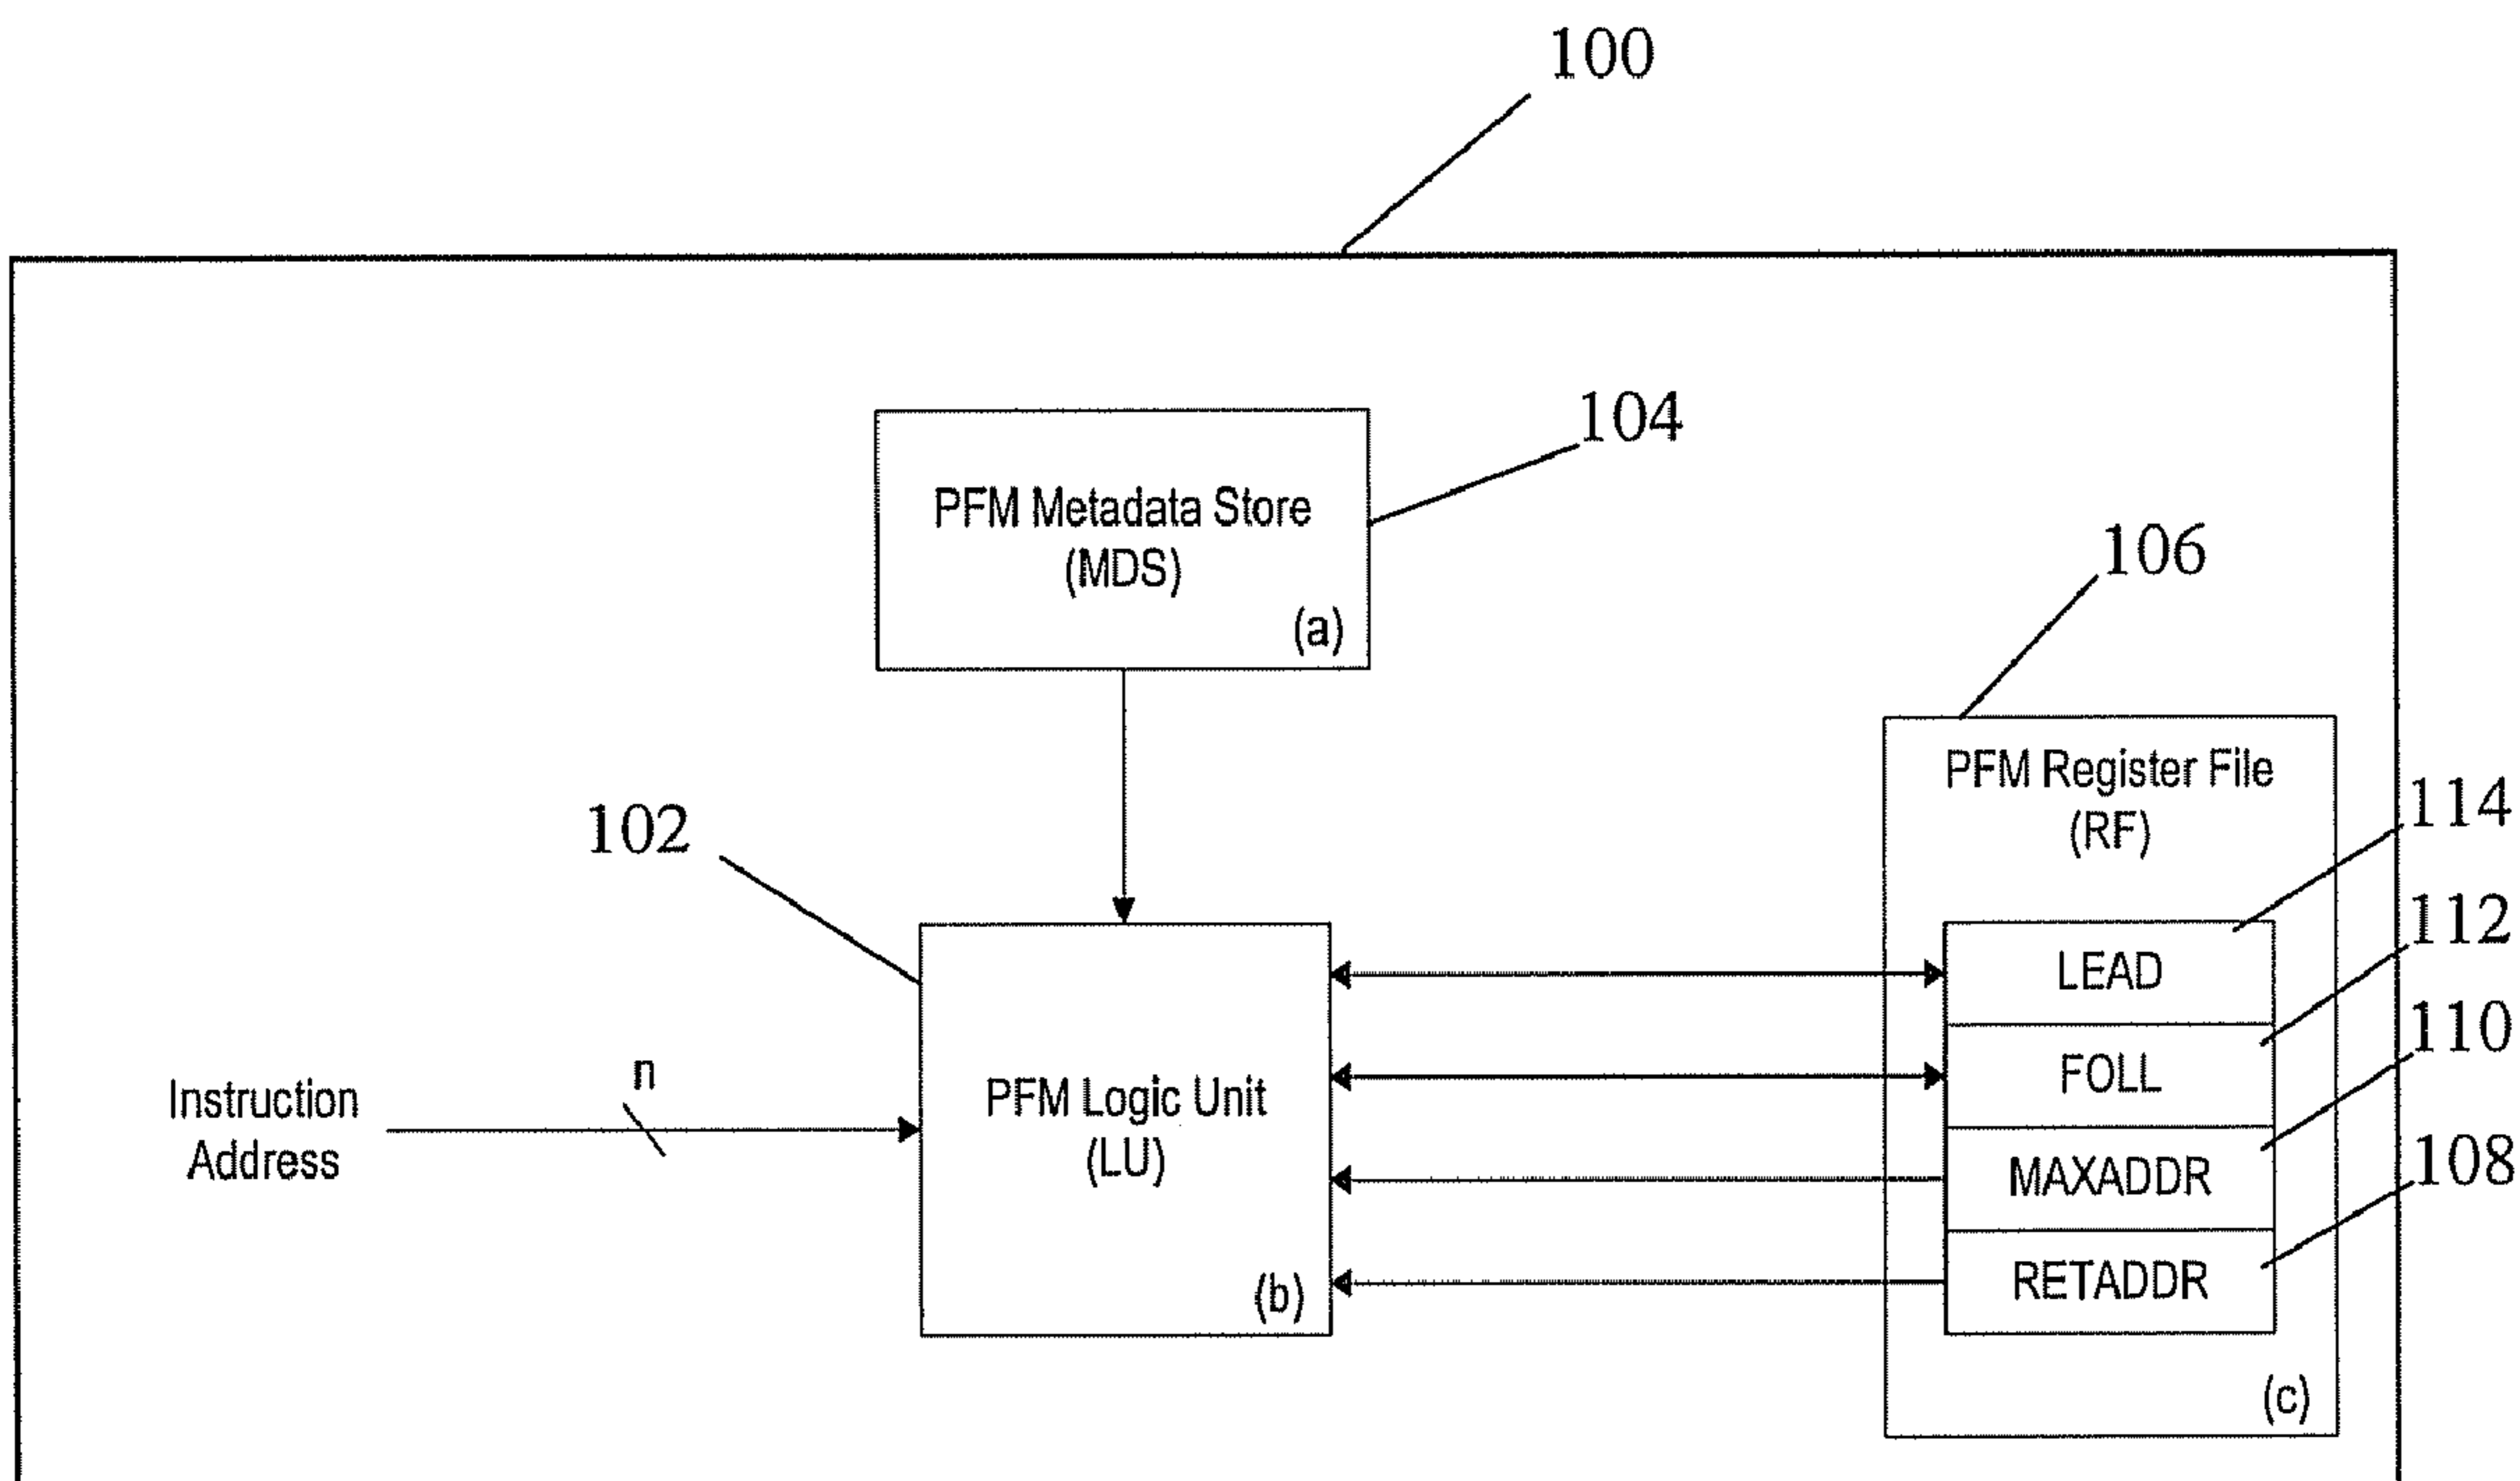 100
104
PFM Metadata Store
(MDS)
(a)
106
PFM Register File
(RF)
114
102
112
LEAD
110
n
FOLL
Instruction
Address
PFM Logic Unit
(LU)
MAXADDR
108
RETADDR
(b)
(c)